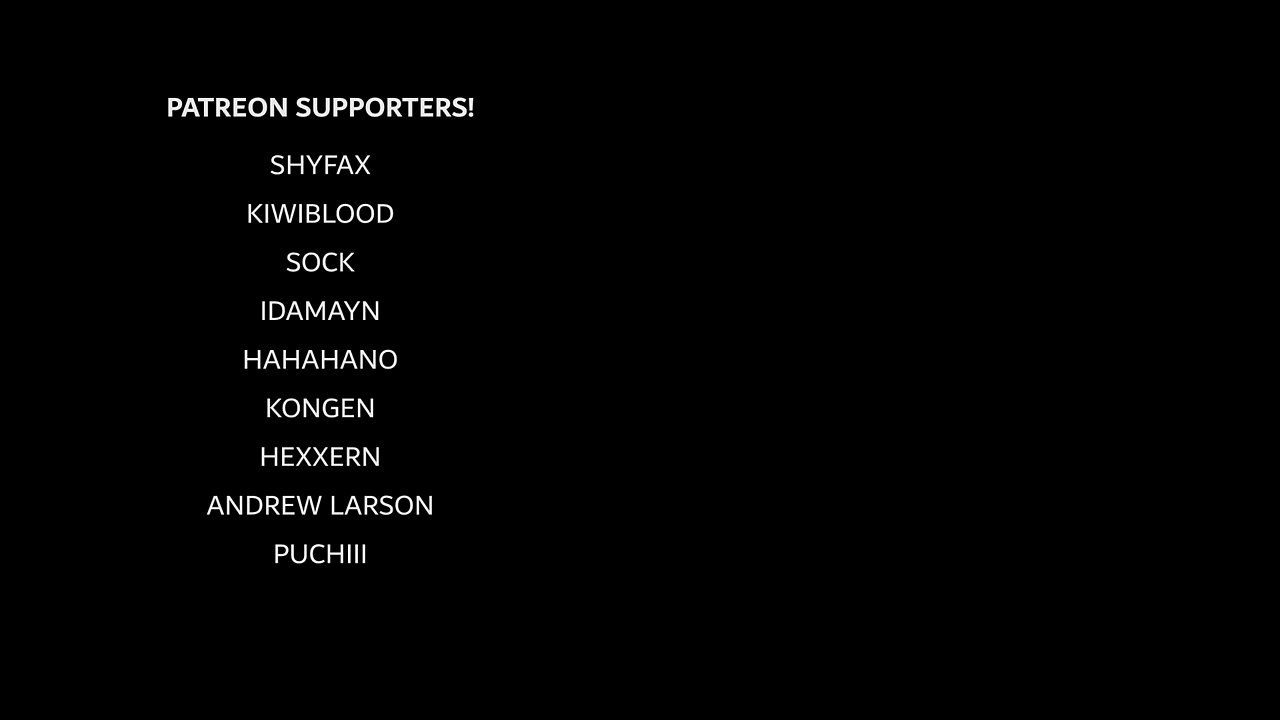 PATREON SUPPORTERS!
SHYFAX
KIWIBLOOD
SOCK
IDAMAYN
HAHAHANO
KONGEN
HEXXERN
ANDREW LARSON
PUCHIII